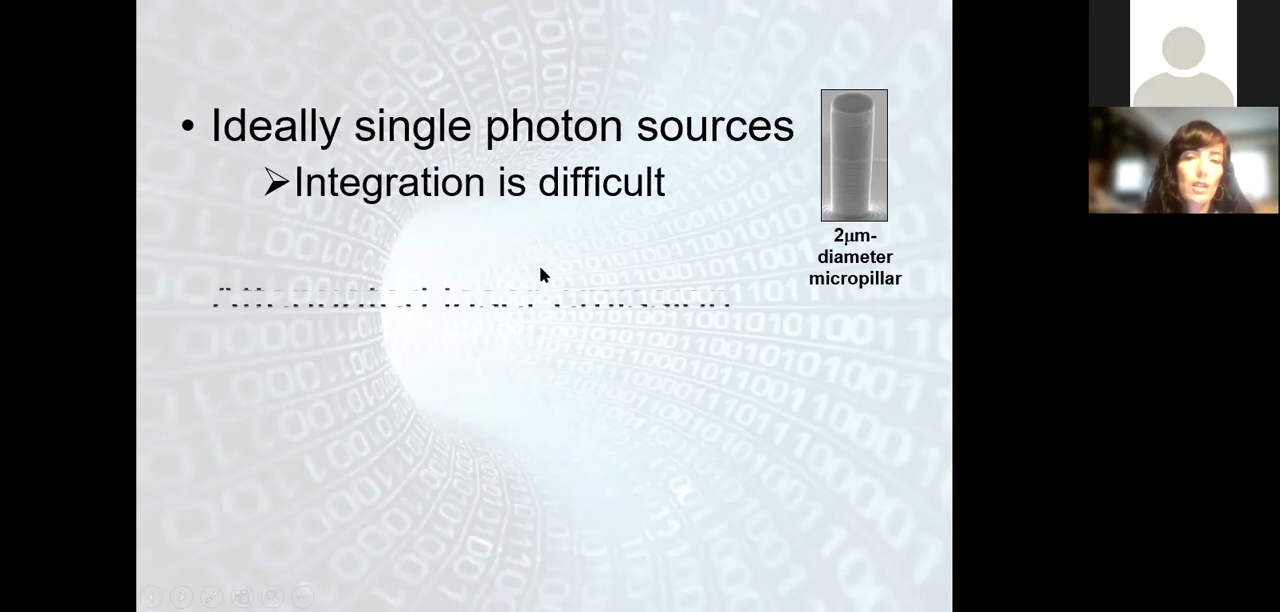 • Ideally single photon sources
➢Integration is difficult
2μm-
diameter
micropillar